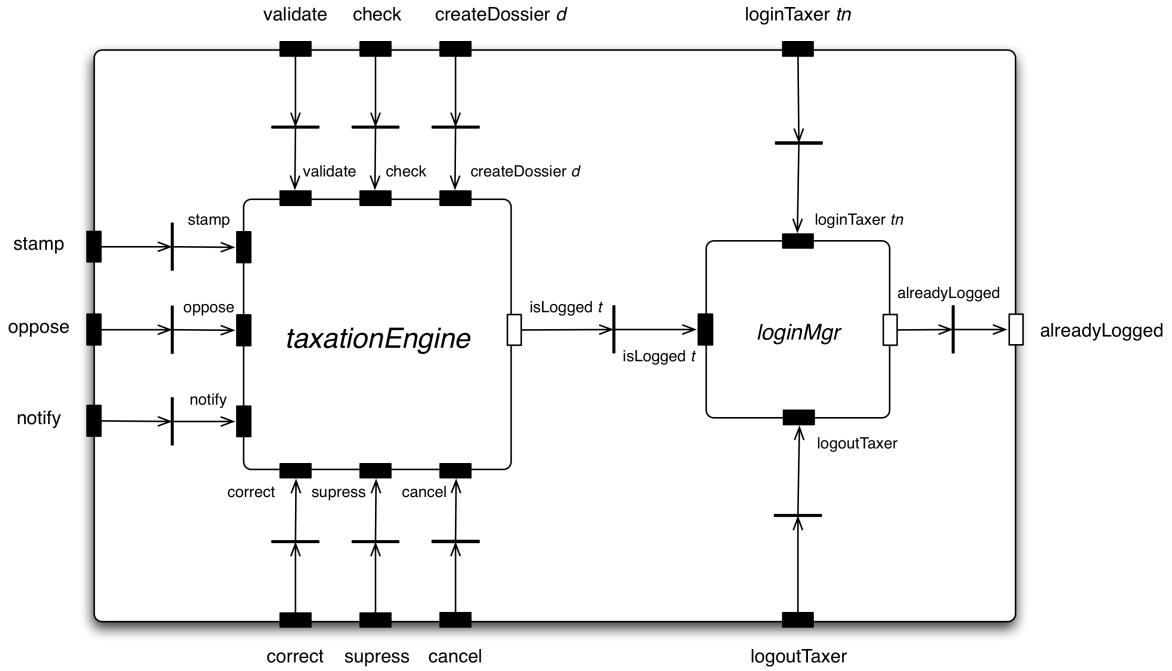 validate check createDossier d loginTaxer tn
validate check createDossier d
stamp loginTaxer tn
stamp
oppose isLogged t alreadyLogged
oppose taxationEngine loginMgr alreadyLogged
isLogged t
notify
notify
logoutTaxer
correct supress cancel
correct supress cancel logoutTaxer